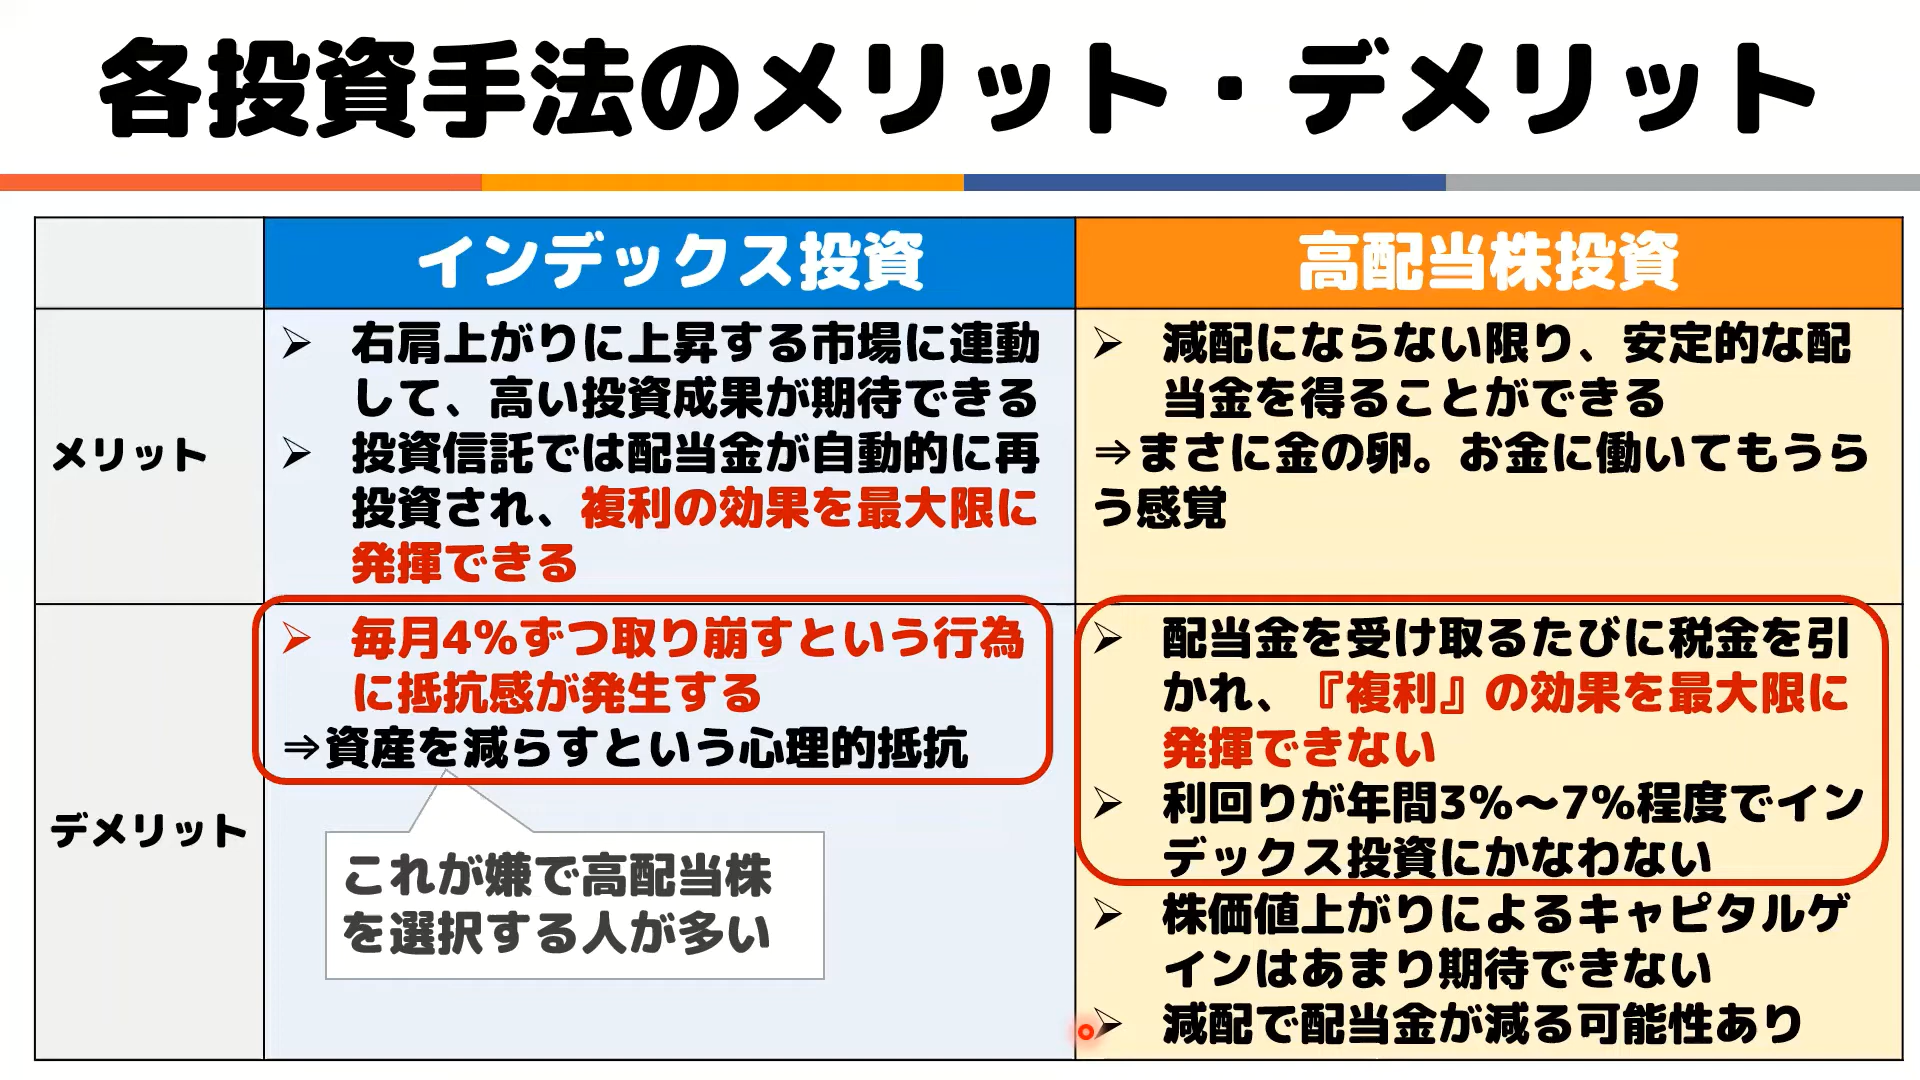 各投資手法のメリット・デメリット
インデックス投資
高配当株投資
メリット
➢ 右肩上がりに上昇する市場に連動
して、高い投資成果が期待できる
➢ 投資信託では配当金が自動的に再
投資され、複利の効果を最大限に
発揮できる
➢ 減配にならない限り、安定的な配
当金を得ることができる
⇒まさに金の卵。お金に働いてもうら
う感覚
デメリット
➢ 毎月4%ずつ取り崩すという行為
に抵抗感が発生する
⇒資産を減らすという心理的抵抗
これが嫌で高配当株
を選択する人が多い
➢ 配当金を受け取るたびに税金を引
かれ、『複利』の効果を最大限に
発揮できない
➢ 利回りが年間3%～7%程度でイン
デックス投資にかなわない
➢ 株価値上がりによるキャピタルゲ
インはあまり期待できない
➢ 減配で配当金が減る可能性あり